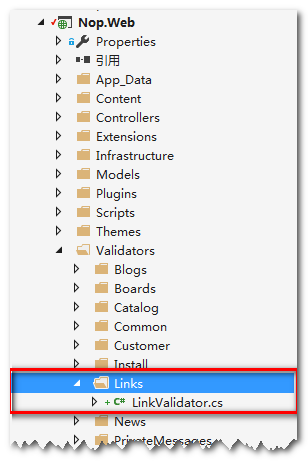 Nop.Web
Properties
引用
App_Data
Content
Controllers
Extensions
Infrastructure
Models
Plugins
Scripts
Themes
Validators
Blogs
Boards
Catalog
Common
Customer
Install
Links
+ C# LinkValidator.cs
News
PrivateMessages